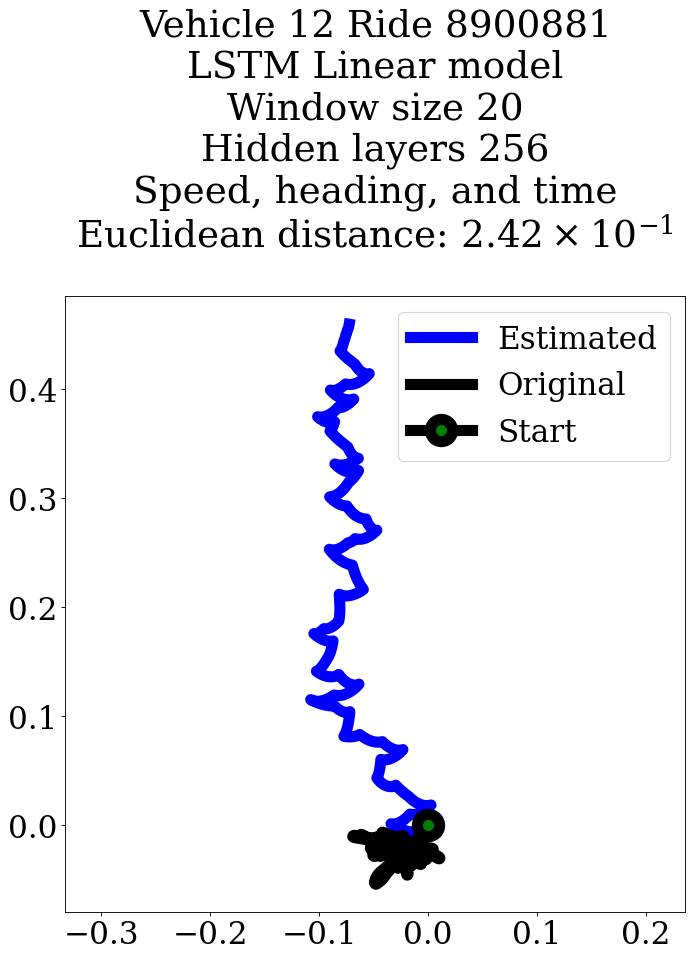 Vehicle 12 Ride 8900881
LSTM Linear model
Window size 20
Hidden layers 256
Speed, heading, and time
Euclidean distance: 2.42 × 10⁻¹
Estimated
Original
Start
0.4
0.3
0.2
0.1
0.0
−0.3
−0.2
−0.1
0.0
0.1
0.2